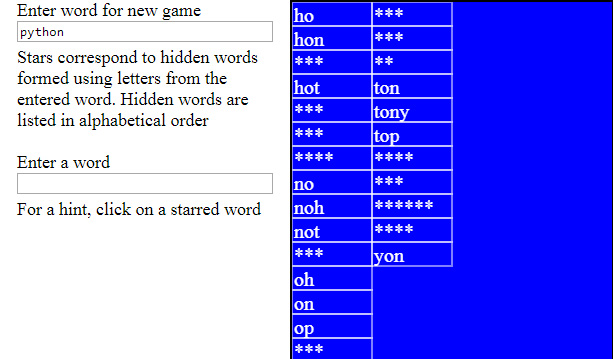 Enter word for new game
python
Stars correspond to hidden words
formed using letters from the
entered word. Hidden words are
listed in alphabetical order
Enter a word
For a hint, click on a starred word
ho
hon
***
hot
***
***
****
no
noh
not
***
oh
on
op
***
***
***
**
ton
tony
top
****
***
******
****
yon